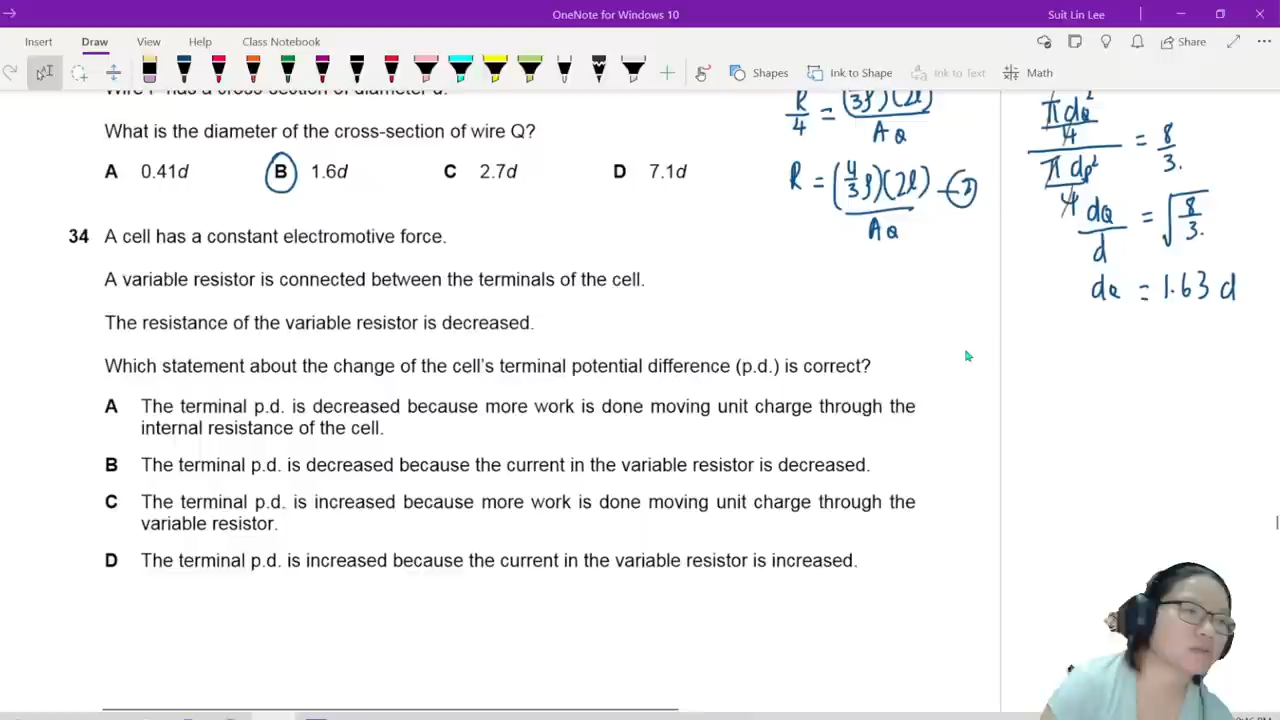 OneNote for Windows 10
Suit Lin Lee
Insert
Draw
View
Help
Class Notebook
Share
Shapes
Ink to Shape
Ink to Text
Math
What is the diameter of the cross-section of wire Q?
A 0.41d
B 1.6d
C 2.7d
D 7.1d
34 A cell has a constant electromotive force.
A variable resistor is connected between the terminals of the cell.
The resistance of the variable resistor is decreased.
Which statement about the change of the cell's terminal potential difference (p.d.) is correct?
A The terminal p.d. is decreased because more work is done moving unit charge through the
internal resistance of the cell.
B The terminal p.d. is decreased because the current in the variable resistor is decreased.
C The terminal p.d. is increased because more work is done moving unit charge through the
variable resistor.
D The terminal p.d. is increased because the current in the variable resistor is increased.
R/4 = (3ρ)(2l)/AQ
R = (4/3 ρ)(2l)/AQ —②
(πdQ²/4)/(πdP²/4) = 8/3.
dQ/d = √(8/3.)
dQ = 1.63 d